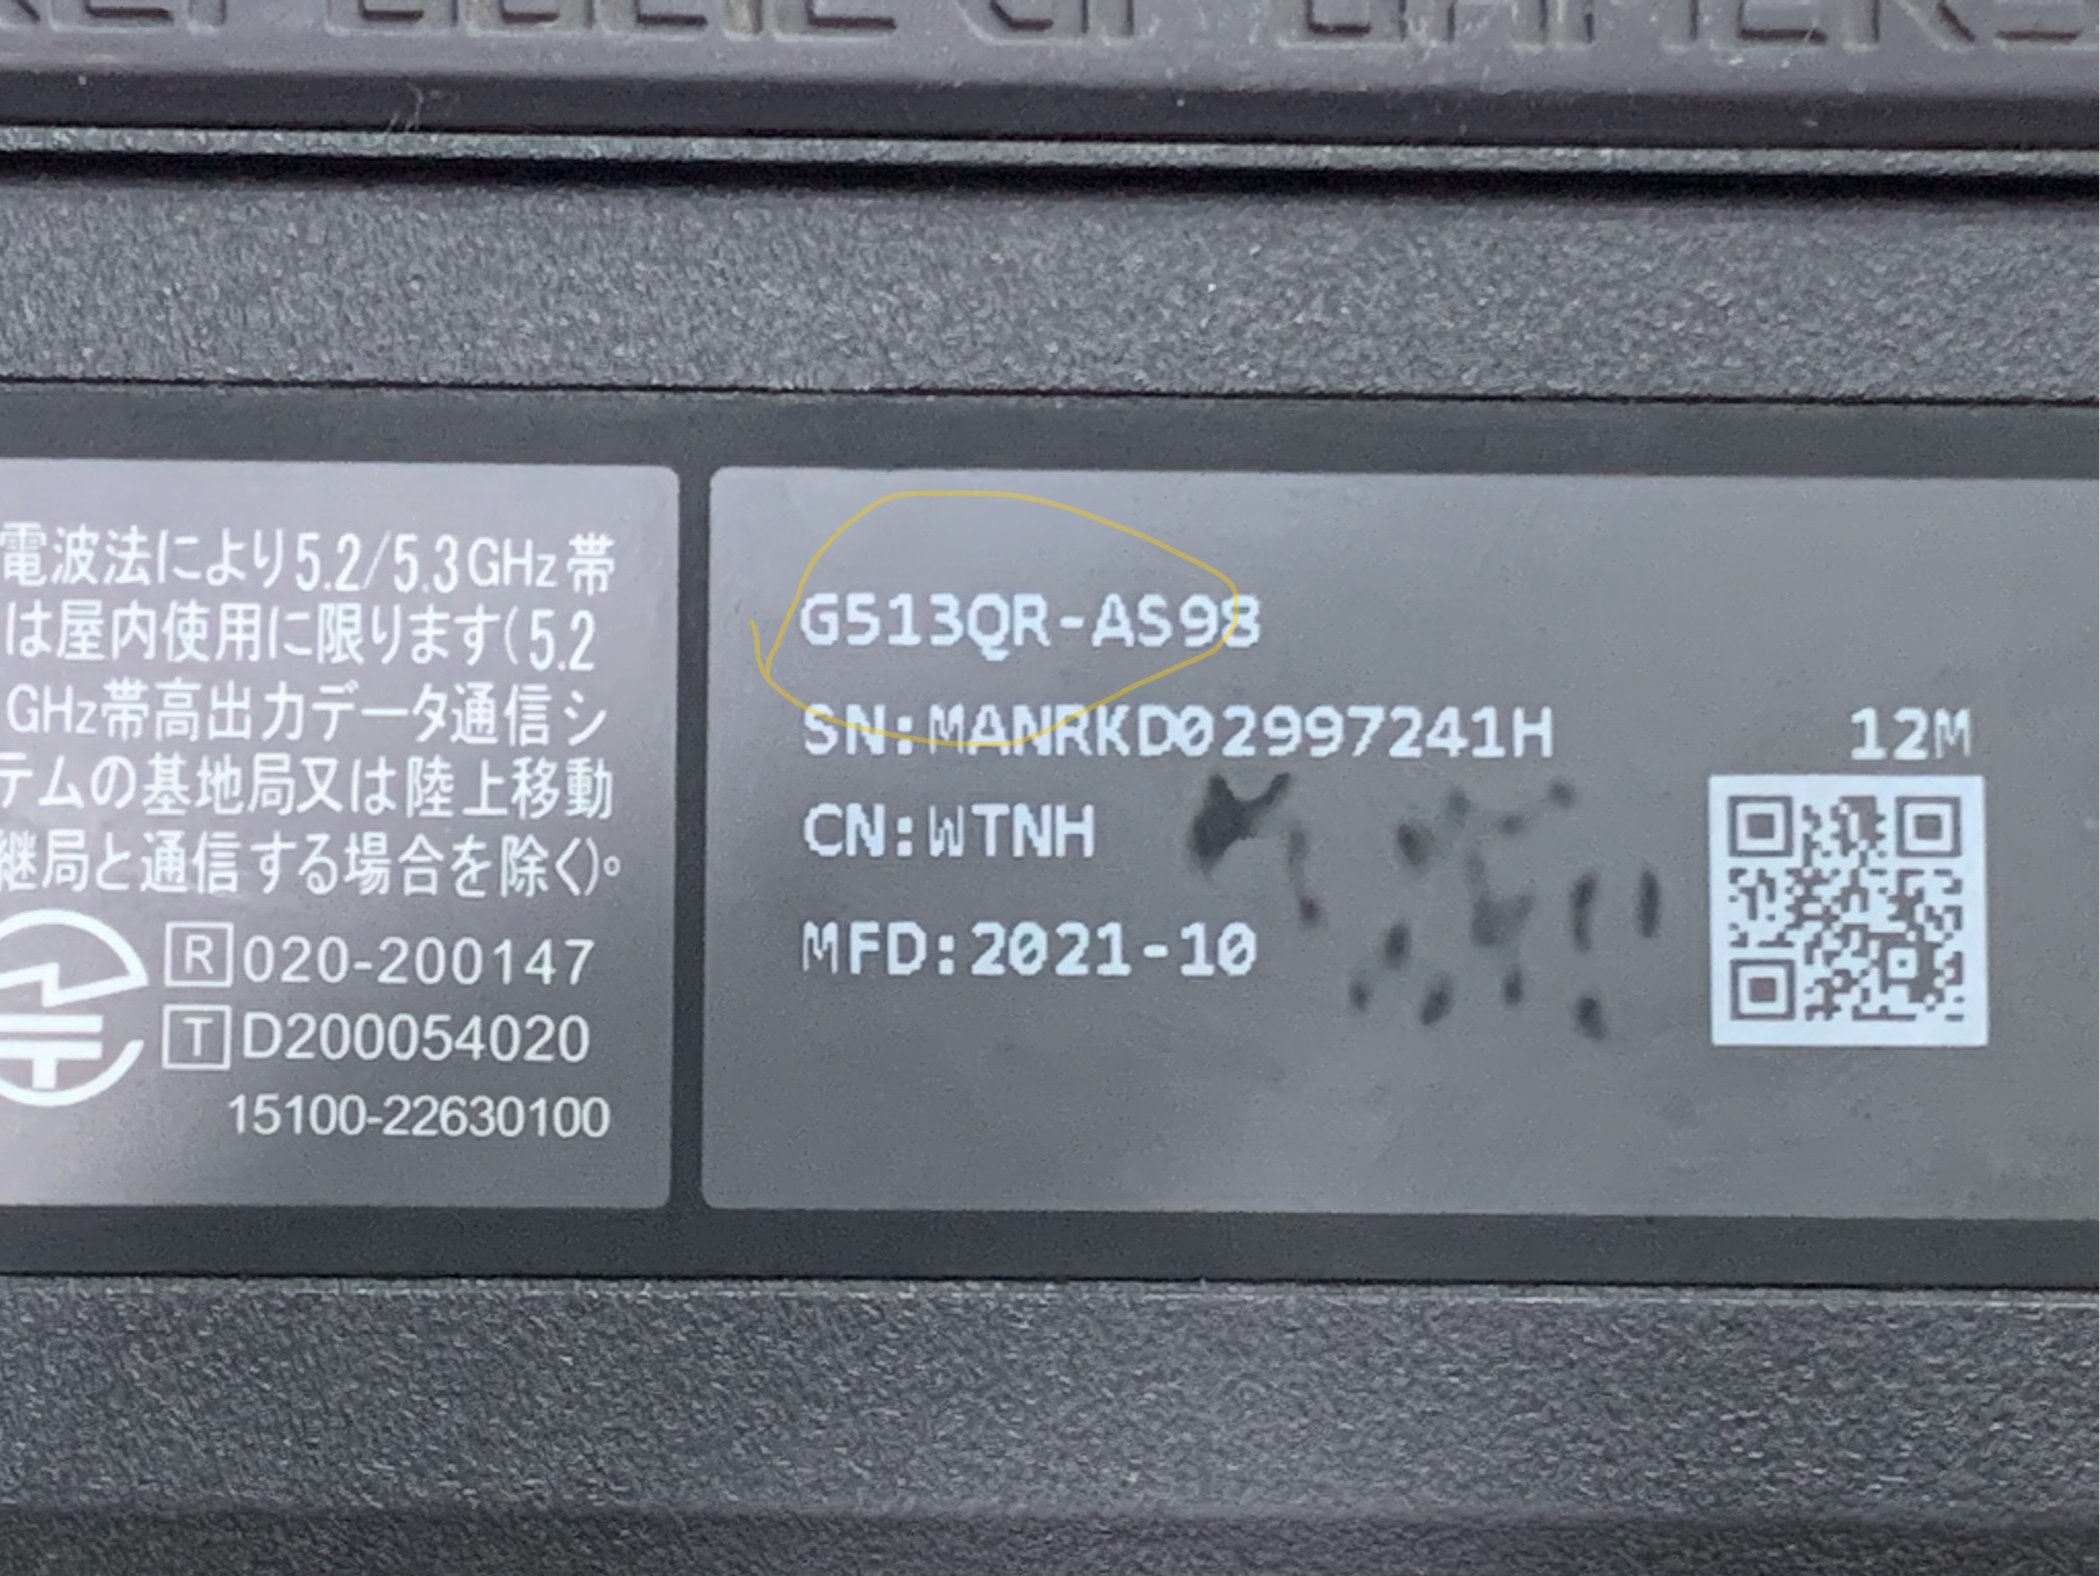 REPUBLIC OF GAMERS
電波法により5.2/5.3GHz帯
は屋内使用に限ります(5.2
GHz帯高出力データ通信シ
テムの基地局又は陸上移動
継局と通信する場合を除く)。
R 020-200147
T D200054020
15100-22630100
G513QR-AS98
SN:MANRKD02997241H
12M
CN:WTNH
MFD:2021-10